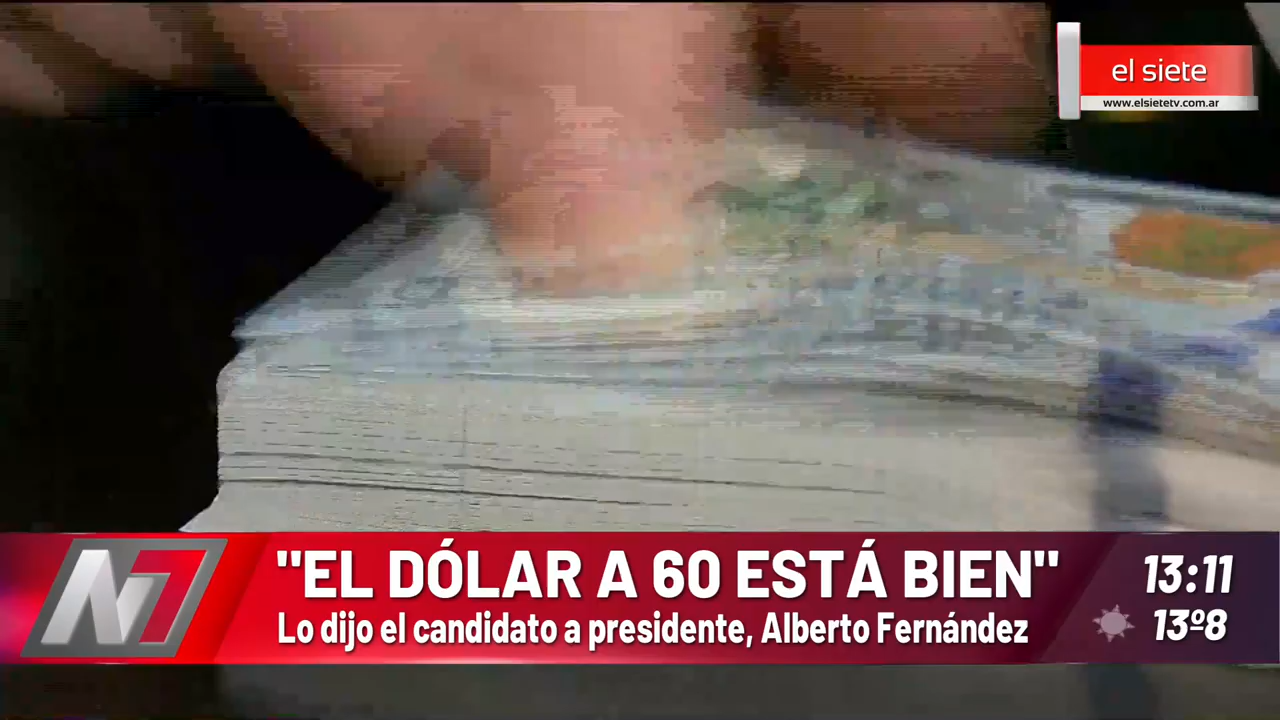 el siete
www.elsietetv.com.ar
N7
"EL DÓLAR A 60 ESTÁ BIEN"
Lo dijo el candidato a presidente, Alberto Fernández
13:11
13º8